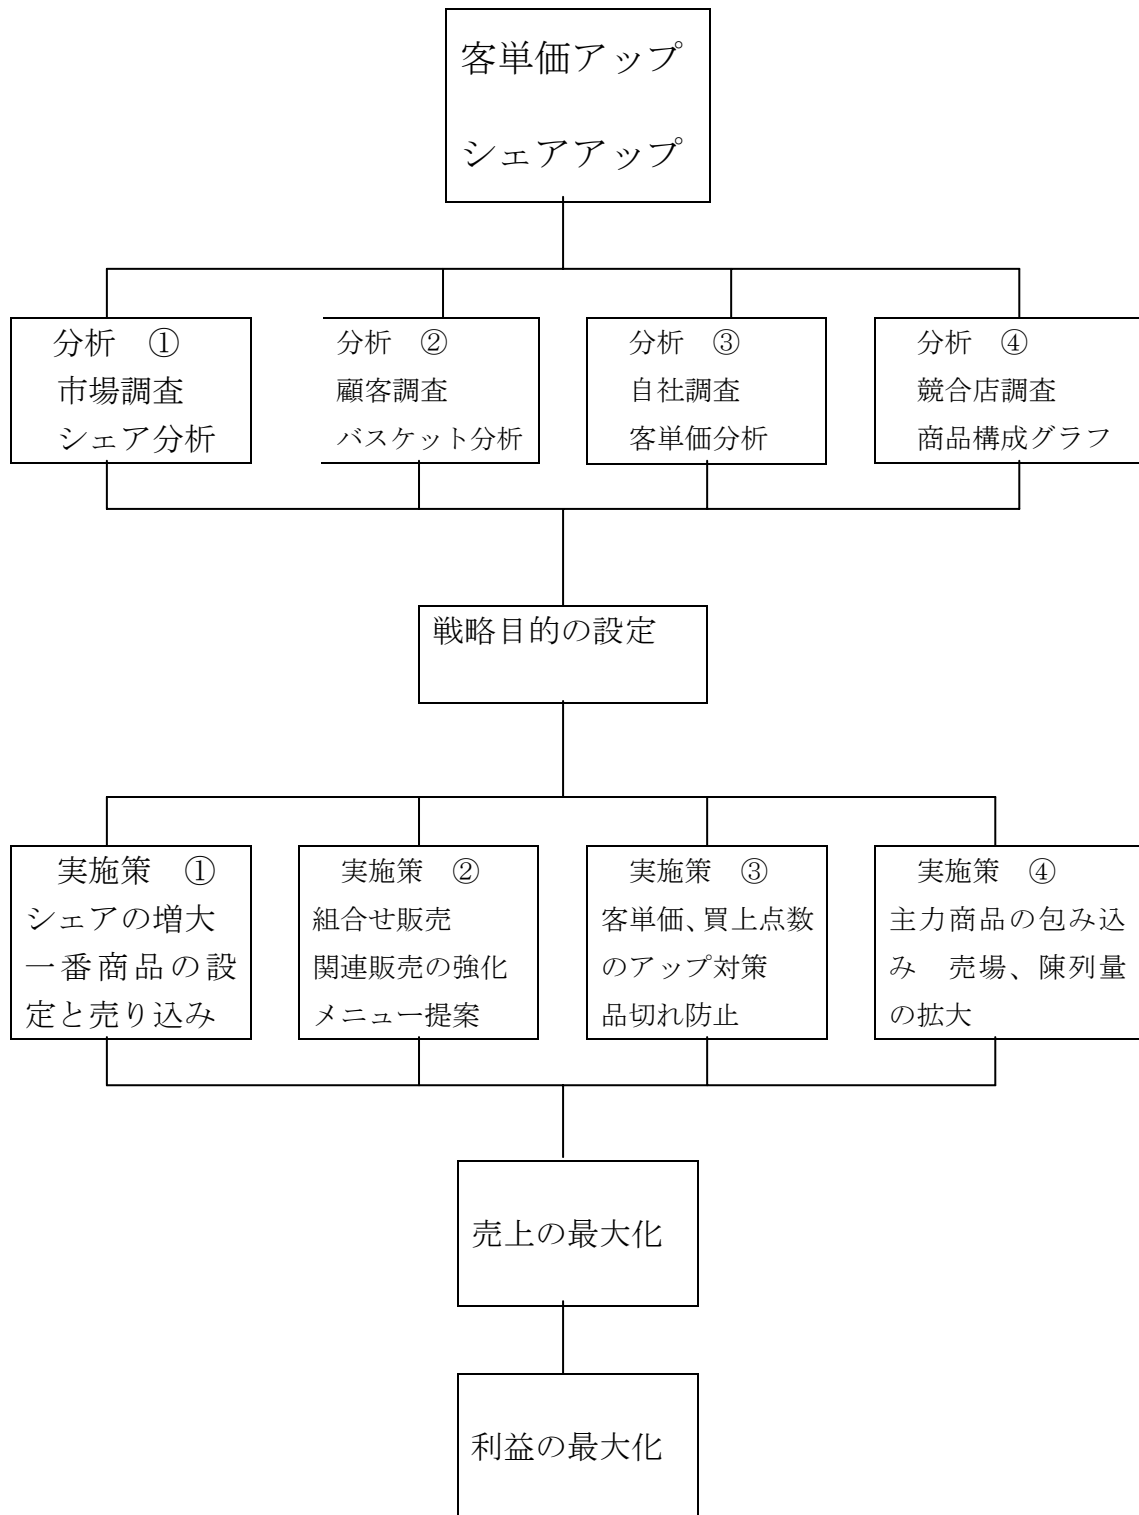 客単価アップ
シェアアップ
分析　①
市場調査
シェア分析
分析　②
顧客調査
バスケット分析
分析　③
自社調査
客単価分析
分析　④
競合店調査
商品構成グラフ
戦略目的の設定
実施策　①
シェアの増大
一番商品の設
定と売り込み
実施策　②
組合せ販売
関連販売の強化
メニュー提案
実施策　③
客単価、買上点数
のアップ対策
品切れ防止
実施策　④
主力商品の包み込
み　売場、陳列量
の拡大
売上の最大化
利益の最大化